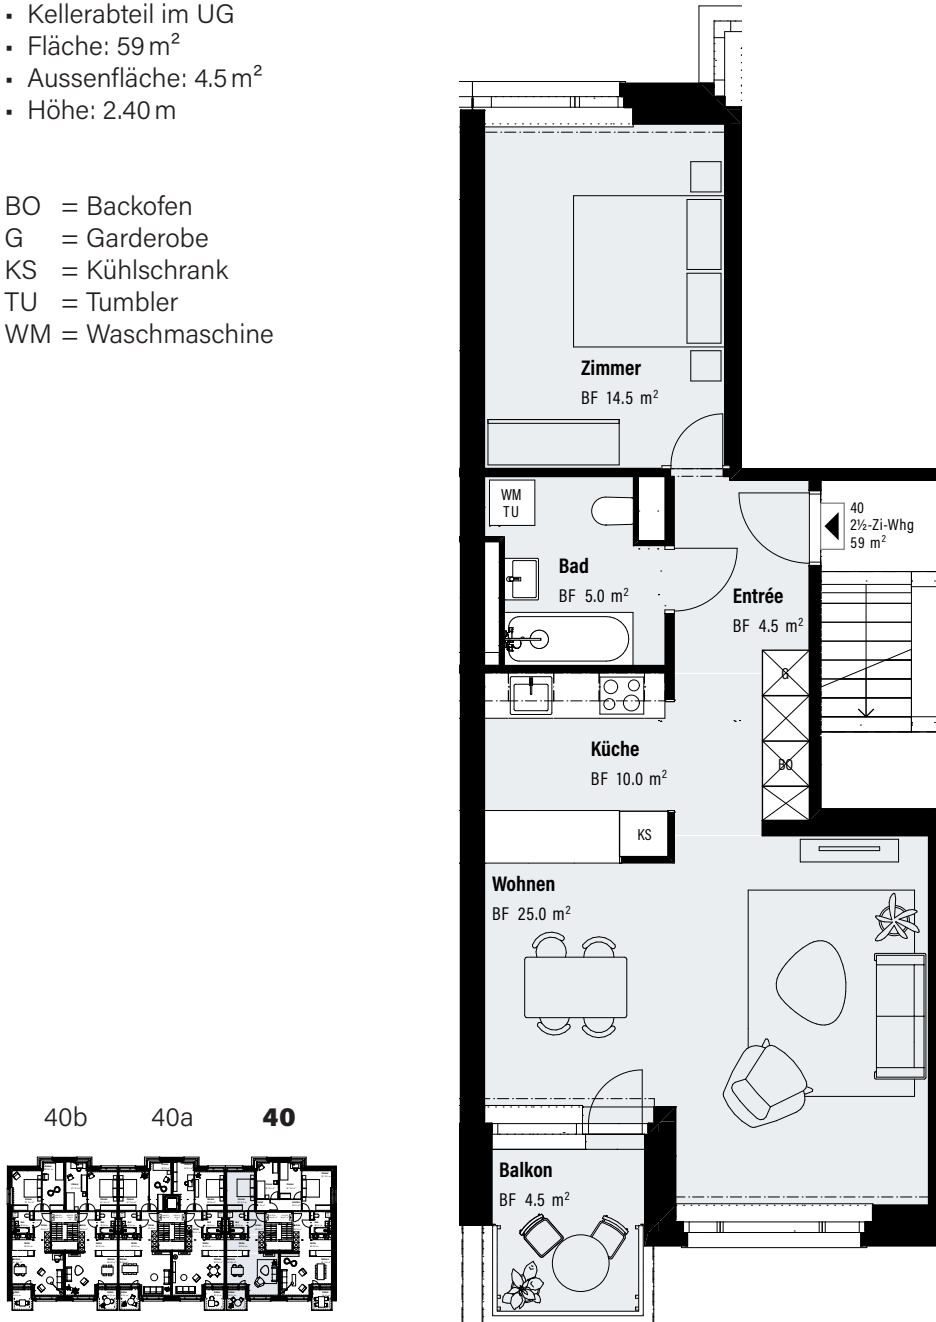 ▪ Kellerabteil im UG
▪ Fläche: 59 m²
▪ Aussenfläche: 4.5 m²
▪ Höhe: 2.40 m
BO = Backofen
G = Garderobe
KS = Kühlschrank
TU = Tumbler
WM = Waschmaschine
Zimmer
BF 14.5 m²
WM
TU
40
2½-Zi-Whg
59 m²
Bad
BF 5.0 m²
Entrée
BF 4.5 m²
G
Küche
BF 10.0 m²
BO
KS
Wohnen
BF 25.0 m²
Balkon
BF 4.5 m²
40b 40a 40